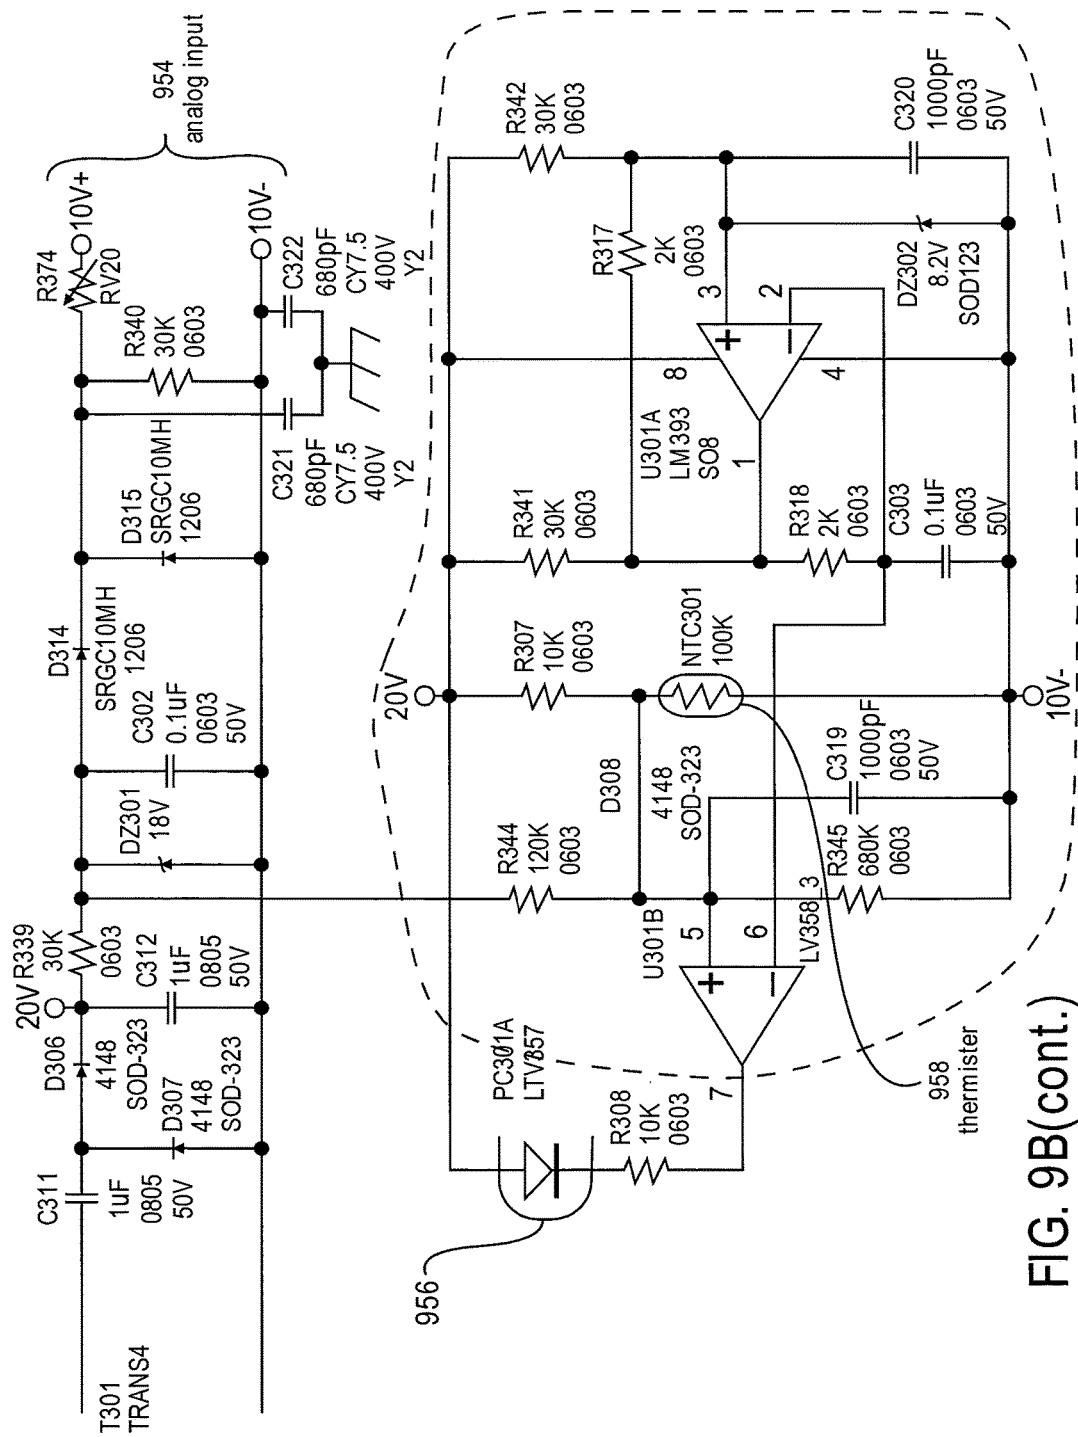 T301
TRANS4
C311
1uF
0805
50V
D306
4148
SOD-323
D307
4148
SOD-323
20V
R339
30K
0603
C312
1uF
0805
50V
DZ301
18V
C302
0.1uF
0603
50V
D314
SRGC10MH
1206
D315
SRGC10MH
1206
R340
30K
0603
R374
RV20
10V+
10V-
954
analog input
C321
680pF
CY7.5
400V
Y2
C322
680pF
CY7.5
400V
Y2
956
R308
10K
0603
7
U301B
5
+
6
−
R344
120K
0603
D308
4148
SOD-323
R345
680K
0603
C319
1000pF
0603
50V
20V
R307
10K
0603
NTC301
100K
10V-
R341
30K
0603
U301A
LM393
SO8
1
R318
2K
0603
C303
0.1uF
0603
50V
8
4
3
+
2
−
R317
2K
0603
R342
30K
0603
DZ302
8.2V
SOD123
C320
1000pF
0603
50V
958
thermister
FIG. 9B(cont.)